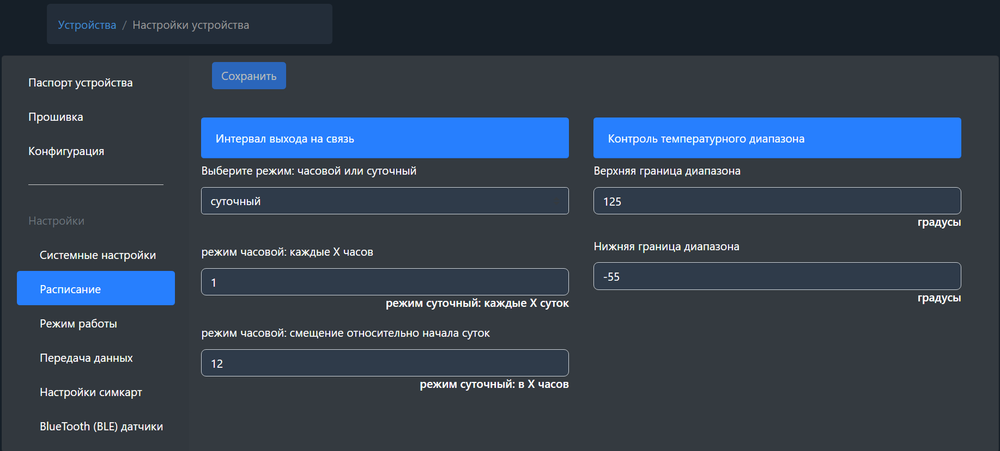 Устройства / Настройки устройства
Паспорт устройства
Прошивка
Конфигурация
Настройки
Системные настройки
Расписание
Режим работы
Передача данных
Настройки симкарт
BlueTooth (BLE) датчики
Сохранить
Интервал выхода на связь
Выберите режим: часовой или суточный
суточный
режим часовой: каждые X часов
1
режим суточный: каждые X суток
режим часовой: смещение относительно начала суток
12
режим суточный: в X часов
Контроль температурного диапазона
Верхняя граница диапазона
125
градусы
Нижняя граница диапазона
-55
градусы